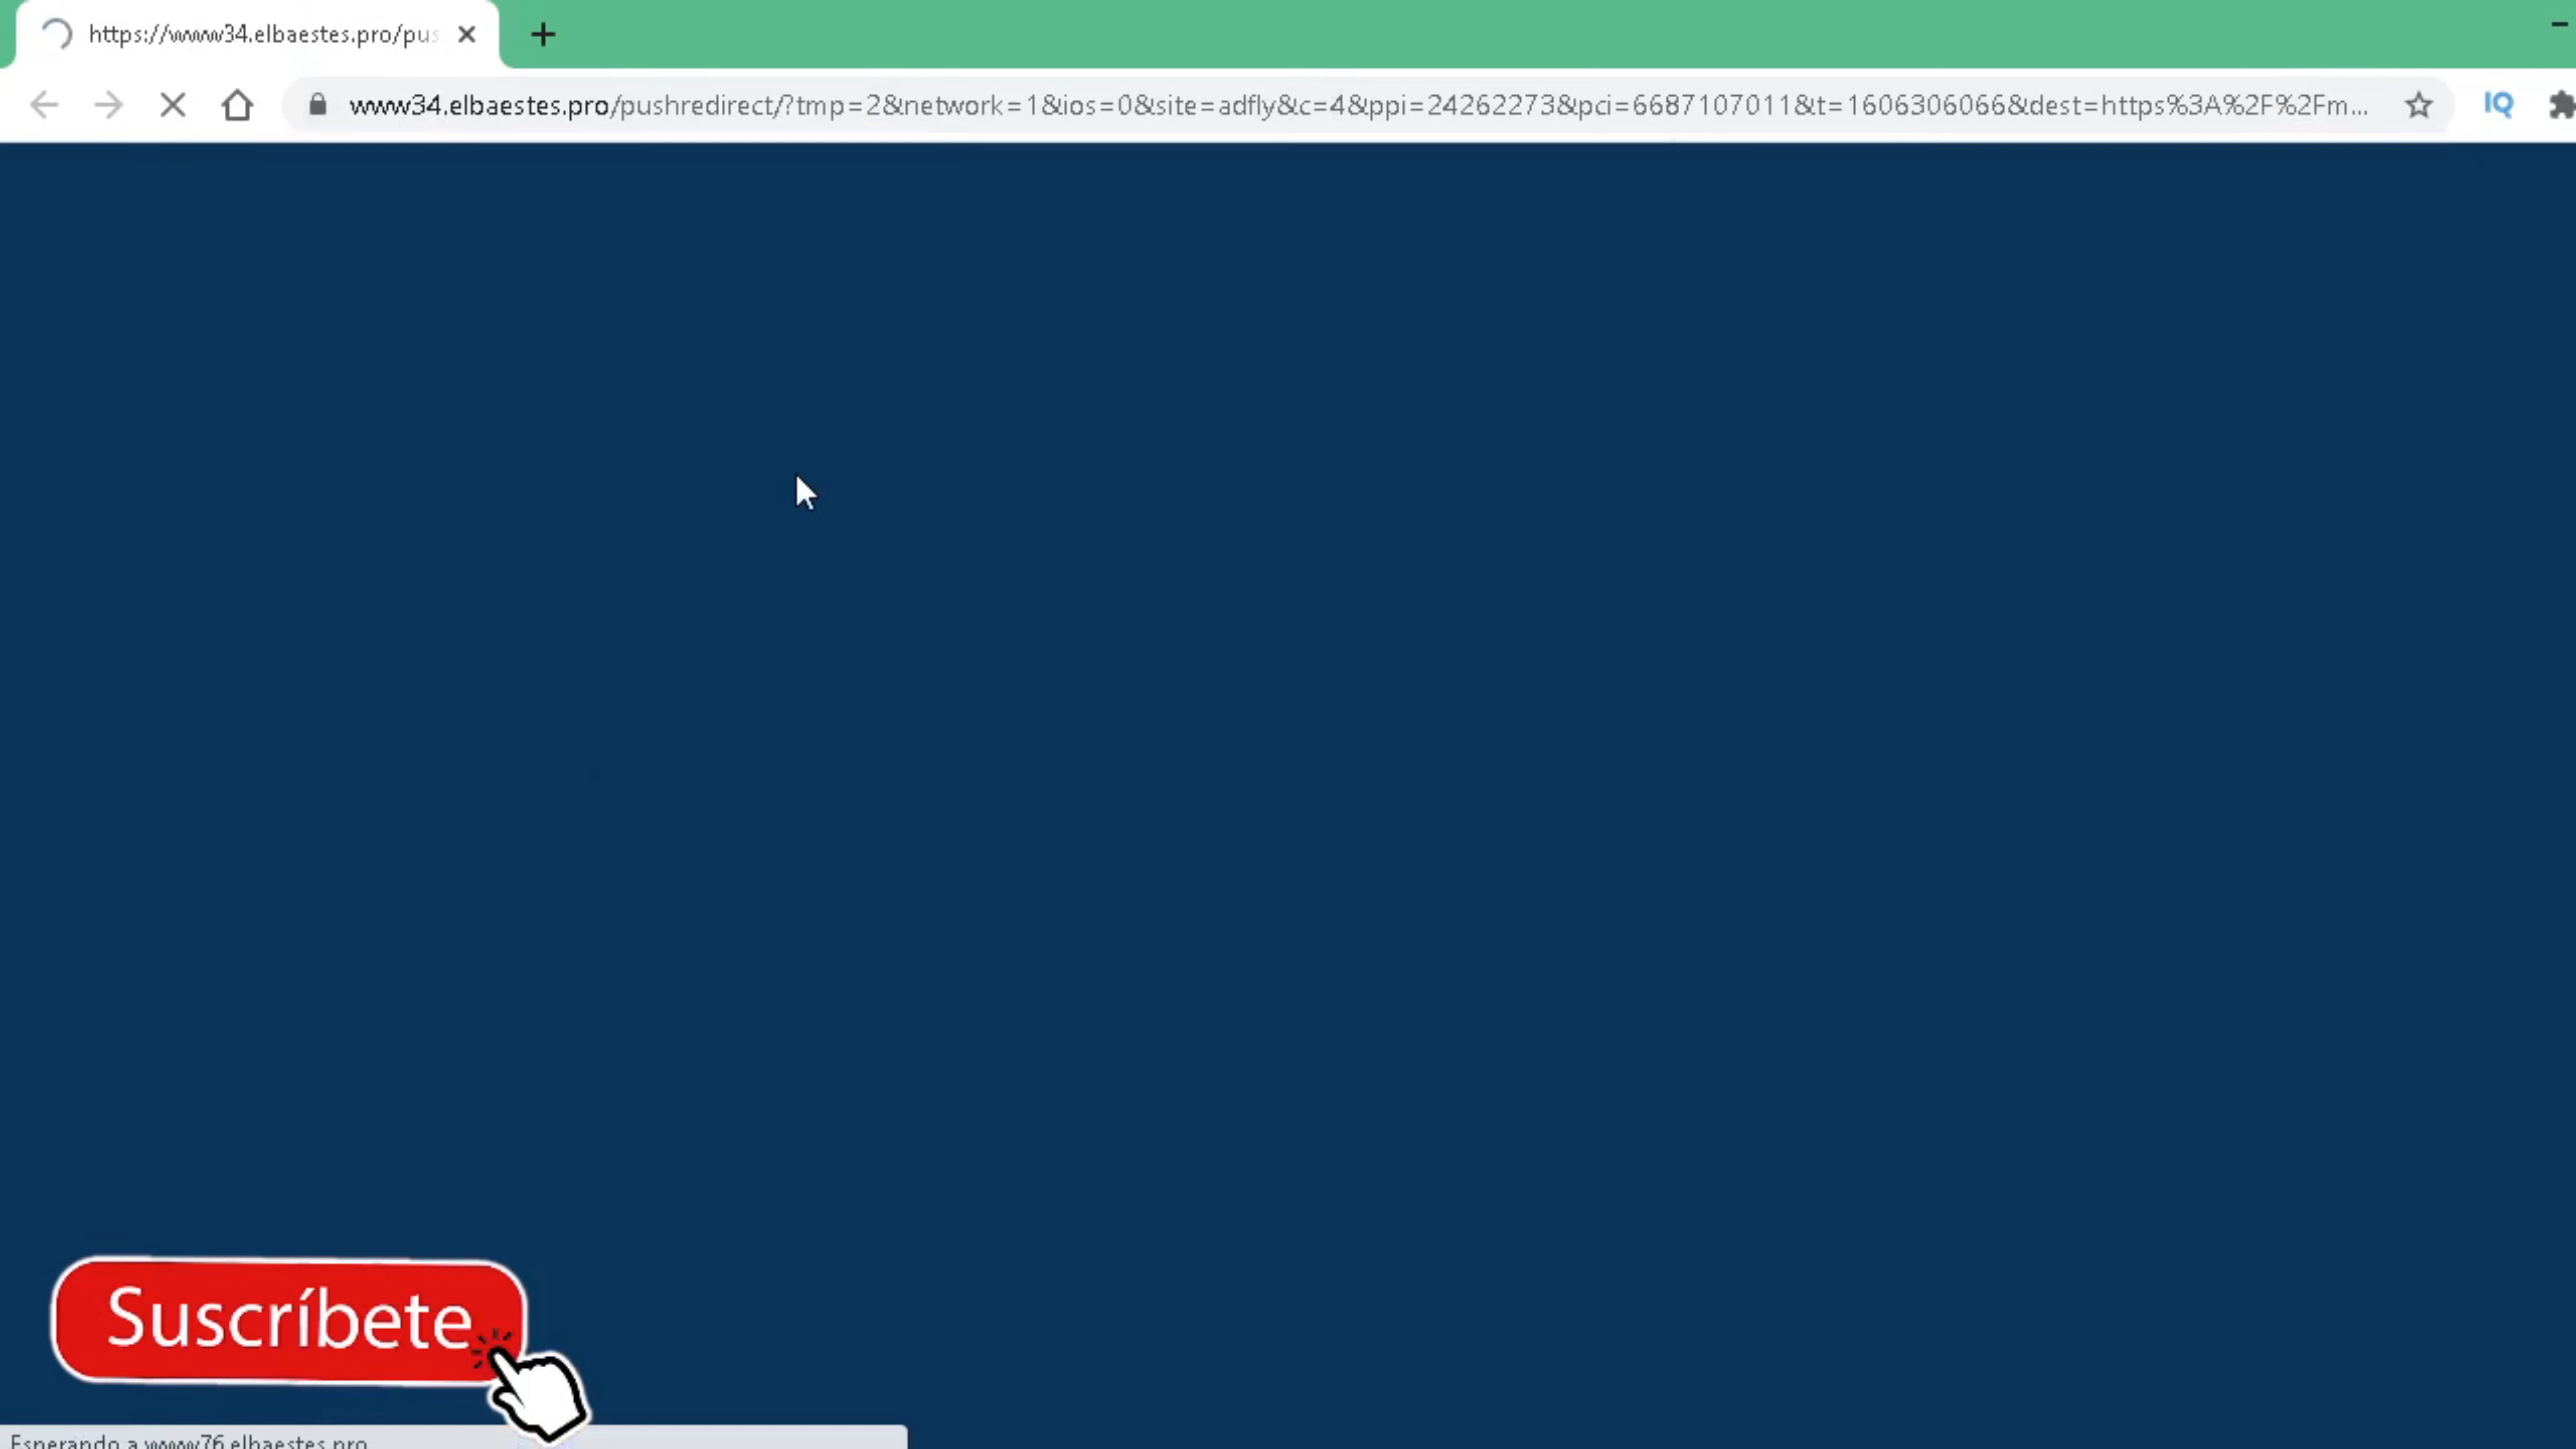 https://www34.elbaestes.pro/pus
www34.elbaestes.pro/pushredirect/?tmp=2&network=1&ios=0&site=adfly&c=4&ppi=24262273&pci=6687107011&t=1606306066&dest=https%3A%2F%2Fm...
IQ
Suscríbete
Esperando a www76.elbaestes.pro